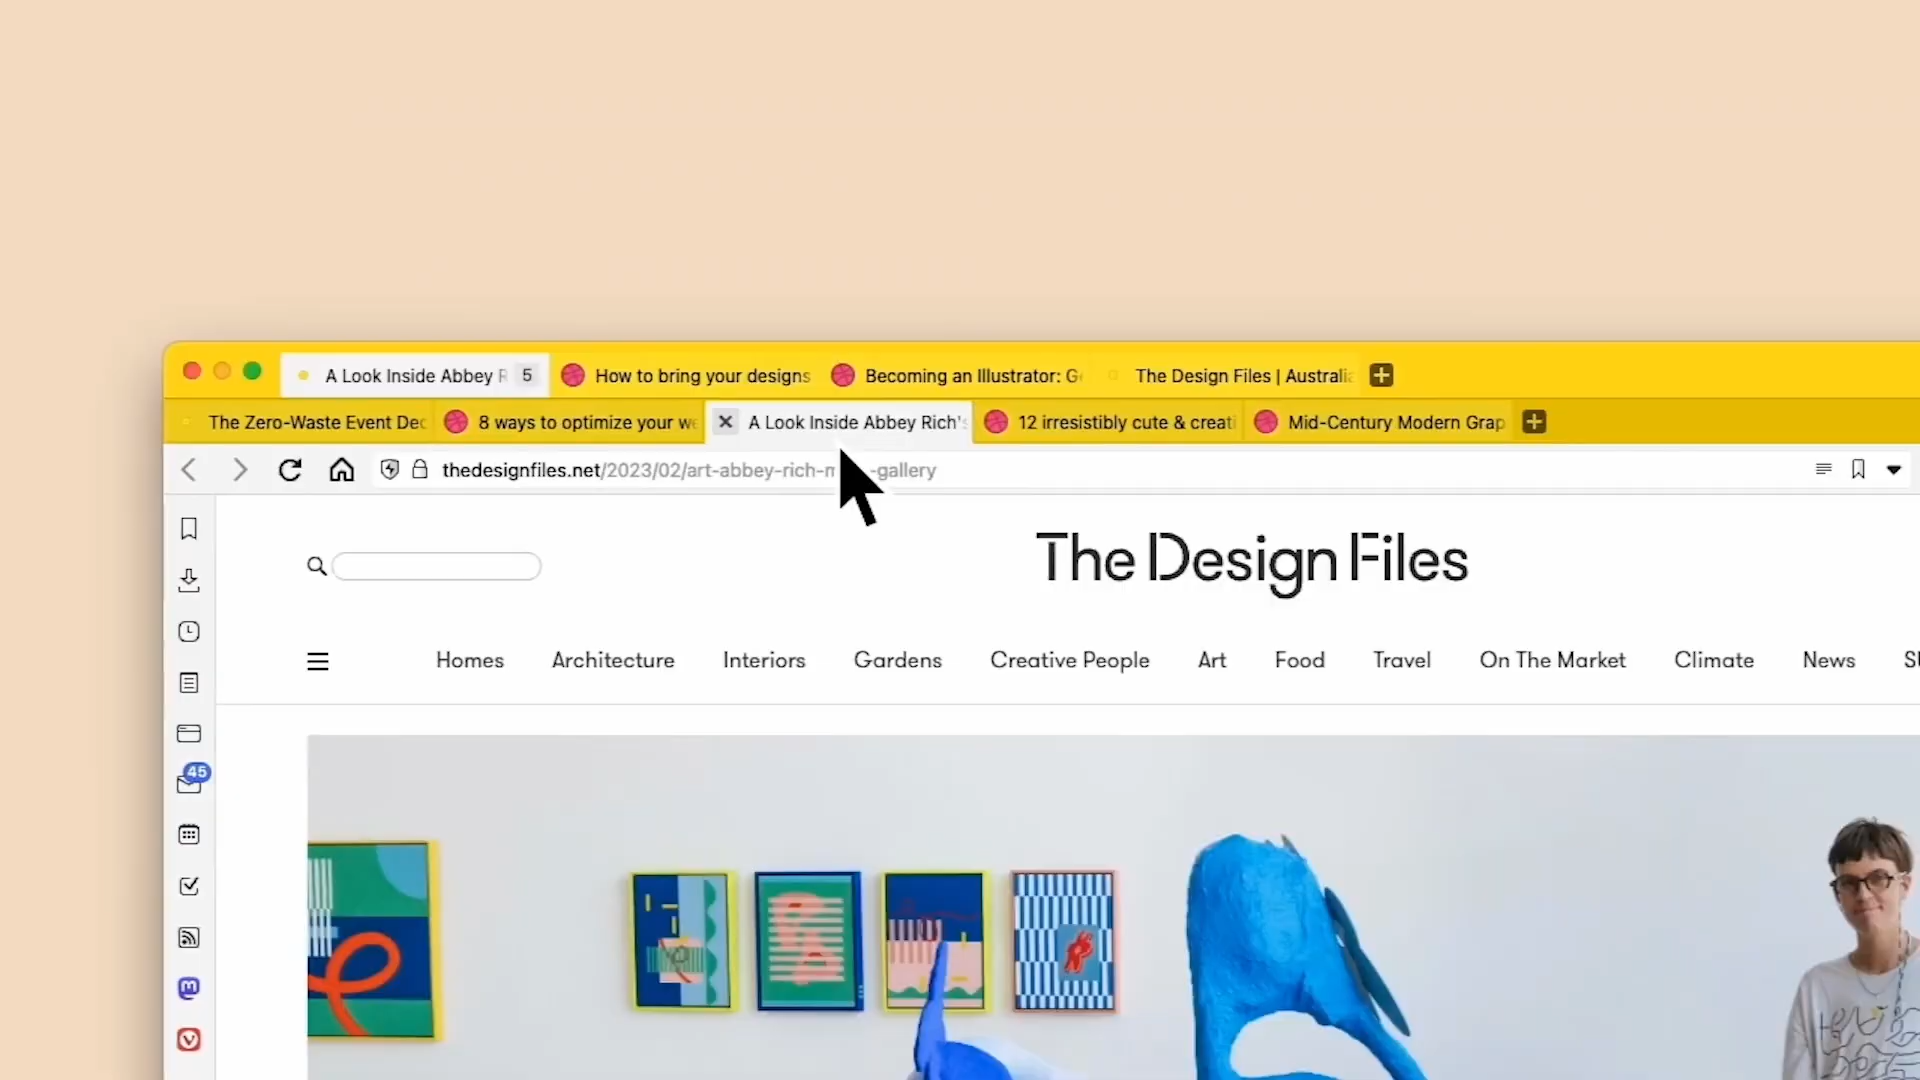 A Look Inside Abbey R 5 How to bring your designs Becoming an Illustrator: G The Design Files | Australia
The Zero-Waste Event Dec 8 ways to optimize your we A Look Inside Abbey Rich's 12 irresistibly cute & creati Mid-Century Modern Grap
thedesignfiles.net/2023/02/art-abbey-rich-m -gallery
The Design Files
Homes Architecture Interiors Gardens Creative People Art Food Travel On The Market Climate News
45